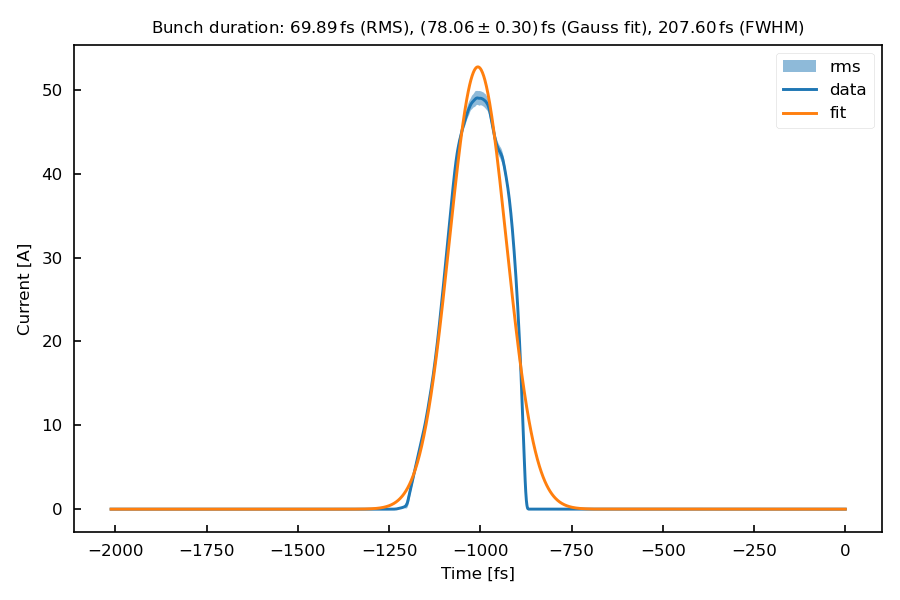 Bunch duration: 69.89 fs (RMS), (78.06 ± 0.30) fs (Gauss fit), 207.60 fs (FWHM)
rms
data
fit
50
40
30
20
10
0
Current [A]
−2000 −1750 −1500 −1250 −1000 −750 −500 −250 0
Time [fs]